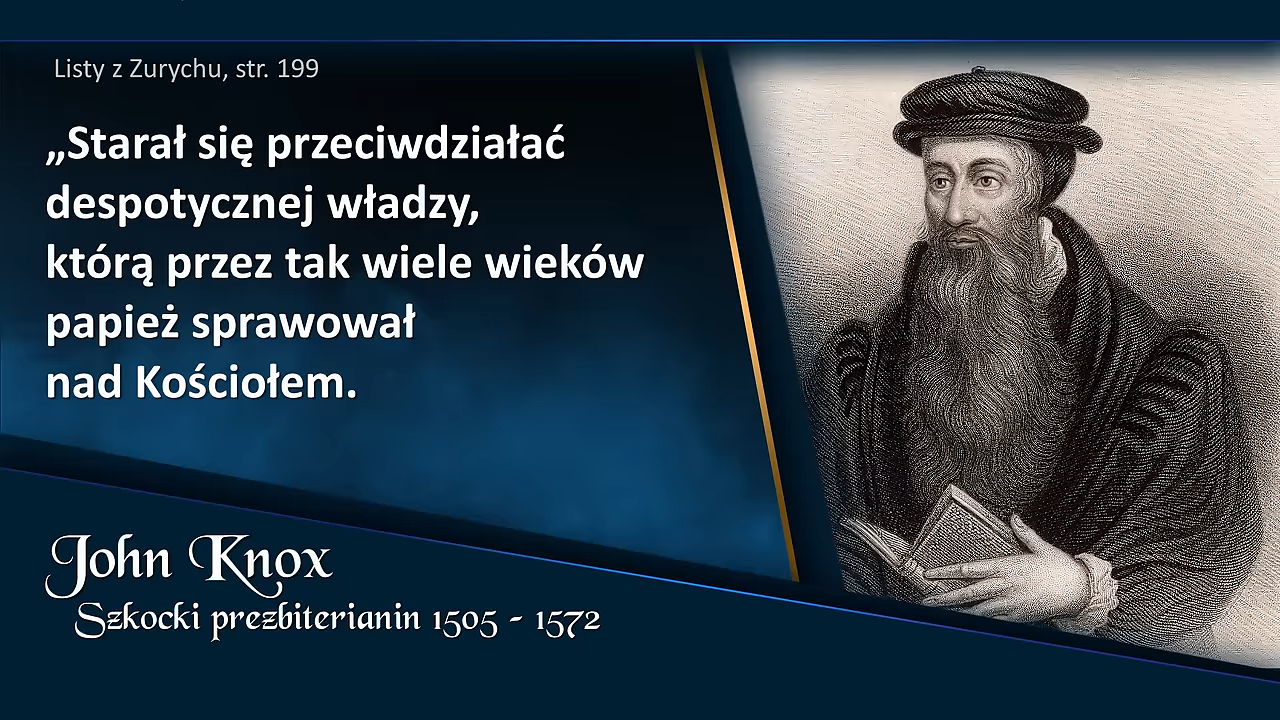 Listy z Zurychu, str. 199
„Starał się przeciwdziałać
despotycznej władzy,
którą przez tak wiele wieków
papież sprawował
nad Kościołem.
John Knox
Szkocki prezbiterianin 1505 - 1572